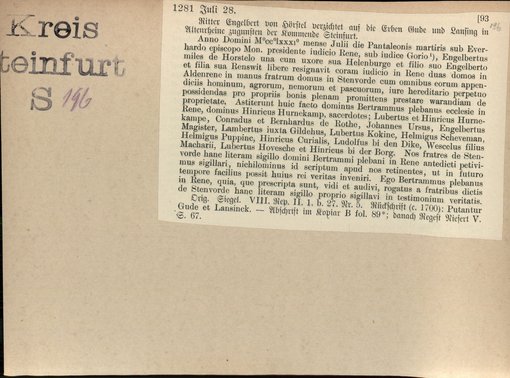 Kreis
teinfurt
S 196
1281 Juli 28.
[93
196
Ritter Engelbert von Hörstel verzichtet auf die Erben Gude und Lansing in
Altenrheine zugunsten der Kommende Steinfurt.
Anno Domini M°cc°lxxxi° mense Julii die Pantaleonis martiris sub Ever-
hardo episcopo Mon. presidente iudicio Rene, sub iudice Gorio¹), Engelbertus
miles de Horstelo una cum uxore sua Helenburge et filio suo Engelberto
et filia sua Renswit libere resignavit coram iudicio in Rene duas domos in
Aldenrene in manus fratrum domus in Stenvorde cum omnibus eorum appen-
diciis hominum, agrorum, nemorum et pascuorum, iure hereditario perpetuo
possidendas pro propriis bonis plenam promittens prestare warandiam de
proprietate. Astiterunt huic facto dominus Bertrammus plebanus ecclesie in
Rene, dominus Hinricus Hurnekamp, sacerdotes; Lubertus et Hinricus Hurne-
kampe, Conradus et Bernhardus de Rotho, Johannes Ursus, Engelbertus
Magister, Lambertus iuxta Gildehus, Lubertus Kokine, Helmigus Scheveman,
Helmigus Puppine, Hinricus Curialis, Ludolfus bi den Dike, Wescelus filius
Macharii, Lubertus Hovesche et Hinricus bi der Borg. Nos fratres de Sten-
vorde hanc literam sigillo domini Bertrammi plebani in Rene antedicti petivi-
mus sigillari, nichilominus id scriptum apud nos retinentes, ut in futuro
tempore facilius possit huius rei veritas inveniri. Ego Bertrammus plebanus
in Rene, quia, que prescripta sunt, vidi et audivi, rogatus a fratribus dictis
de Stenvorde hanc literam sigillo proprio sigillavi in testimonium veritatis.
Orig. Siegel. VIII. Rep. II. 1. b. 27. Nr. 5. Rückschrift (c. 1700): Putantur
Gude et Lansinck. — Abschrift im Kopiar B fol. 89ᵃ; danach Regest Niesert V.
S. 67.